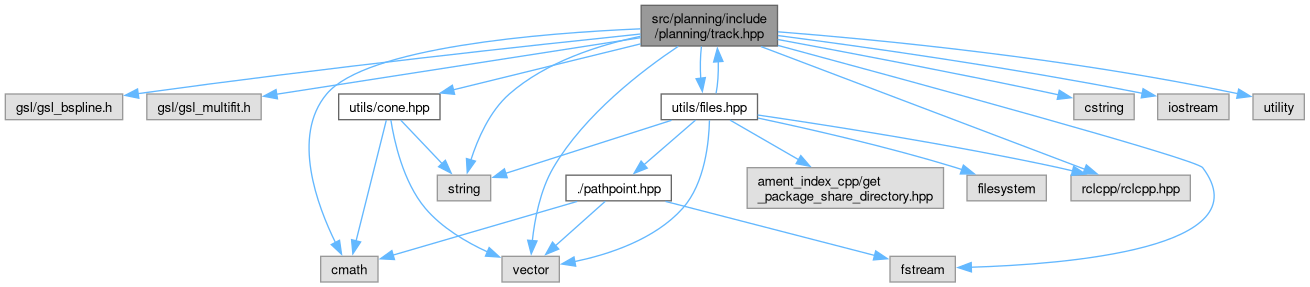 src/planning/include
/planning/track.hpp
gsl/gsl_bspline.h
gsl/gsl_multifit.h
utils/cone.hpp
utils/files.hpp
cstring
iostream
utility
string
./pathpoint.hpp
ament_index_cpp/get
_package_share_directory.hpp
filesystem
rclcpp/rclcpp.hpp
cmath
vector
fstream